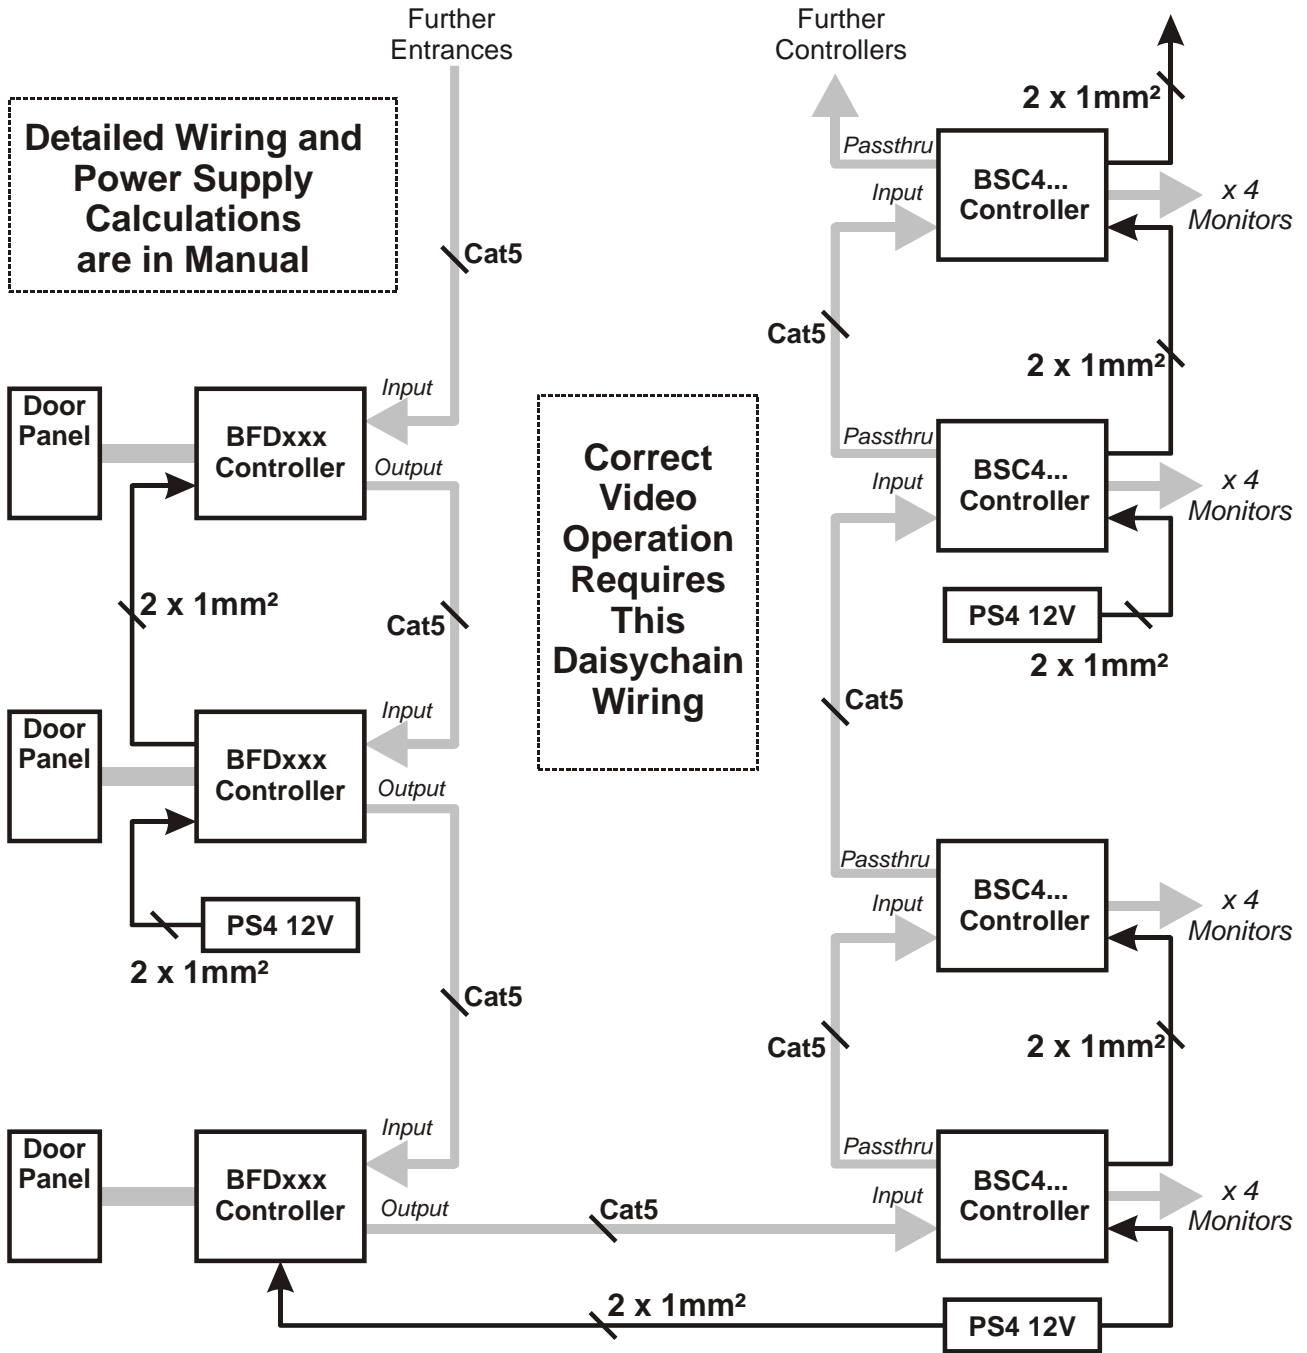 Further
Entrances
Further
Controllers
Detailed Wiring and
Power Supply
Calculations
are in Manual
2 x 1mm²
Passthru
Input
BSC4...
Controller
x 4
Monitors
Cat5
Cat5
2 x 1mm²
Door
Panel
BFDxxx
Controller
Input
Output
Correct
Video
Operation
Requires
This
Daisychain
Wiring
Passthru
Input
BSC4...
Controller
x 4
Monitors
2 x 1mm²
Cat5
PS4 12V
2 x 1mm²
Door
Panel
BFDxxx
Controller
Input
Output
Cat5
PS4 12V
2 x 1mm²
Cat5
Passthru
Input
BSC4...
Controller
x 4
Monitors
Cat5
2 x 1mm²
Door
Panel
BFDxxx
Controller
Input
Output
Cat5
Passthru
Input
BSC4...
Controller
x 4
Monitors
2 x 1mm²
PS4 12V